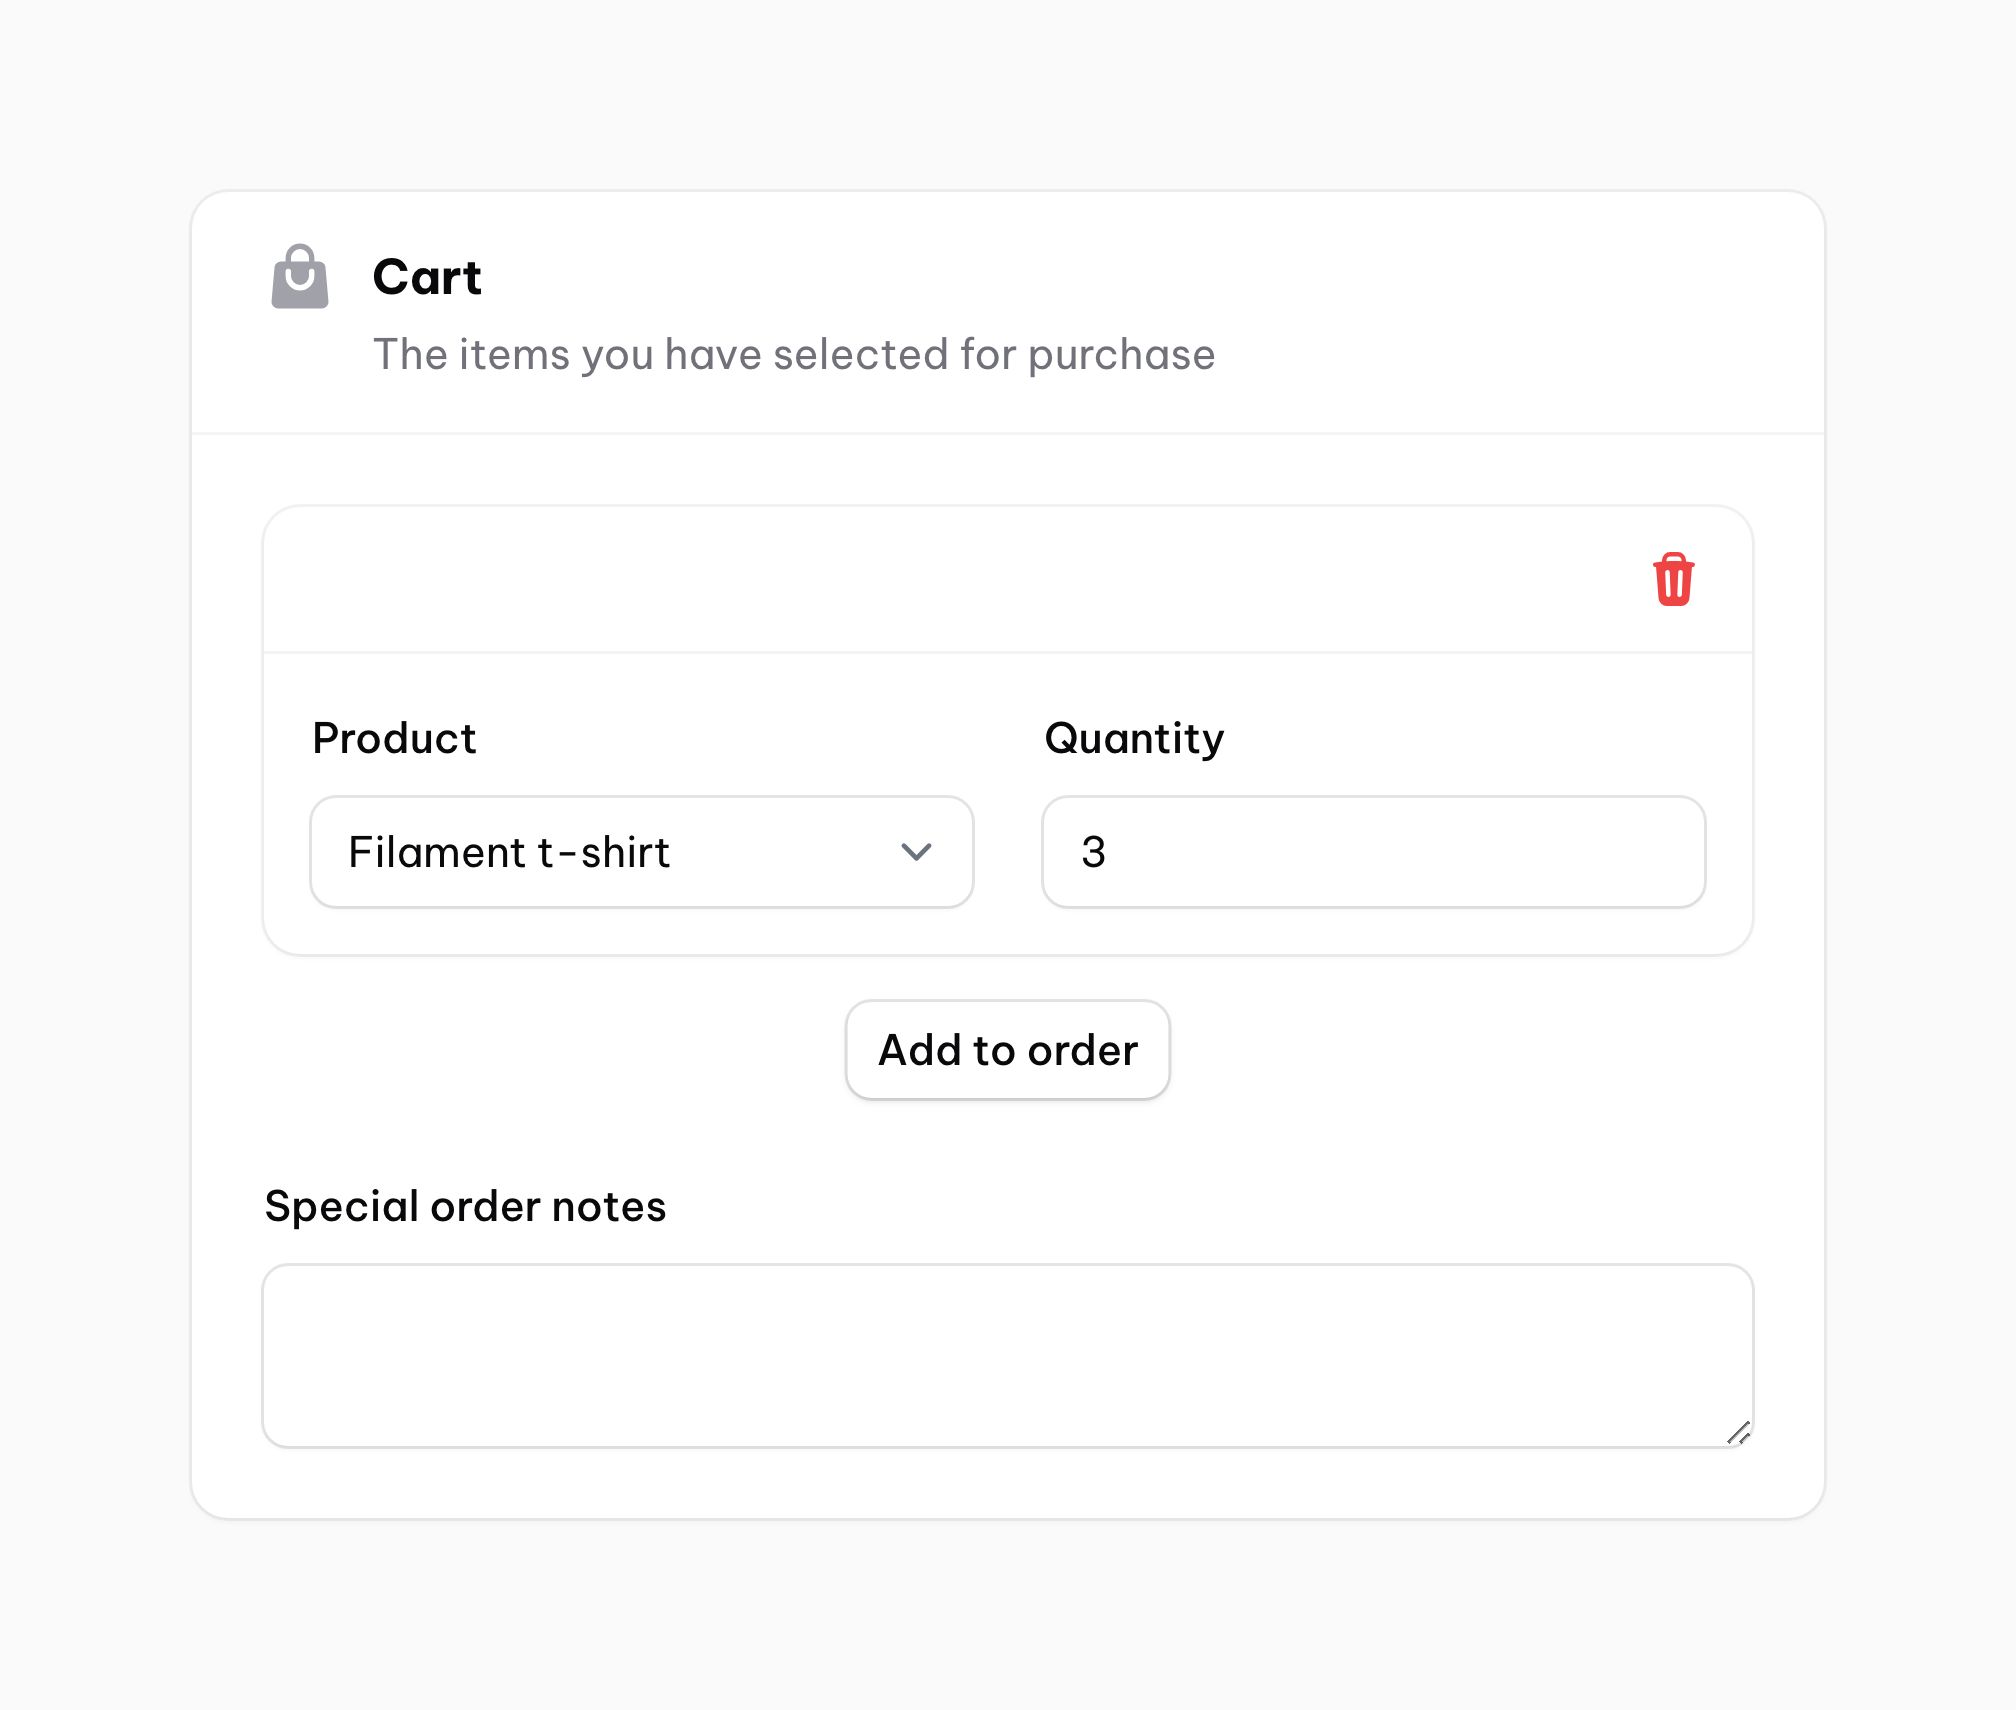 Cart
The items you have selected for purchase
Product
Quantity
Filament t-shirt
3
Add to order
Special order notes